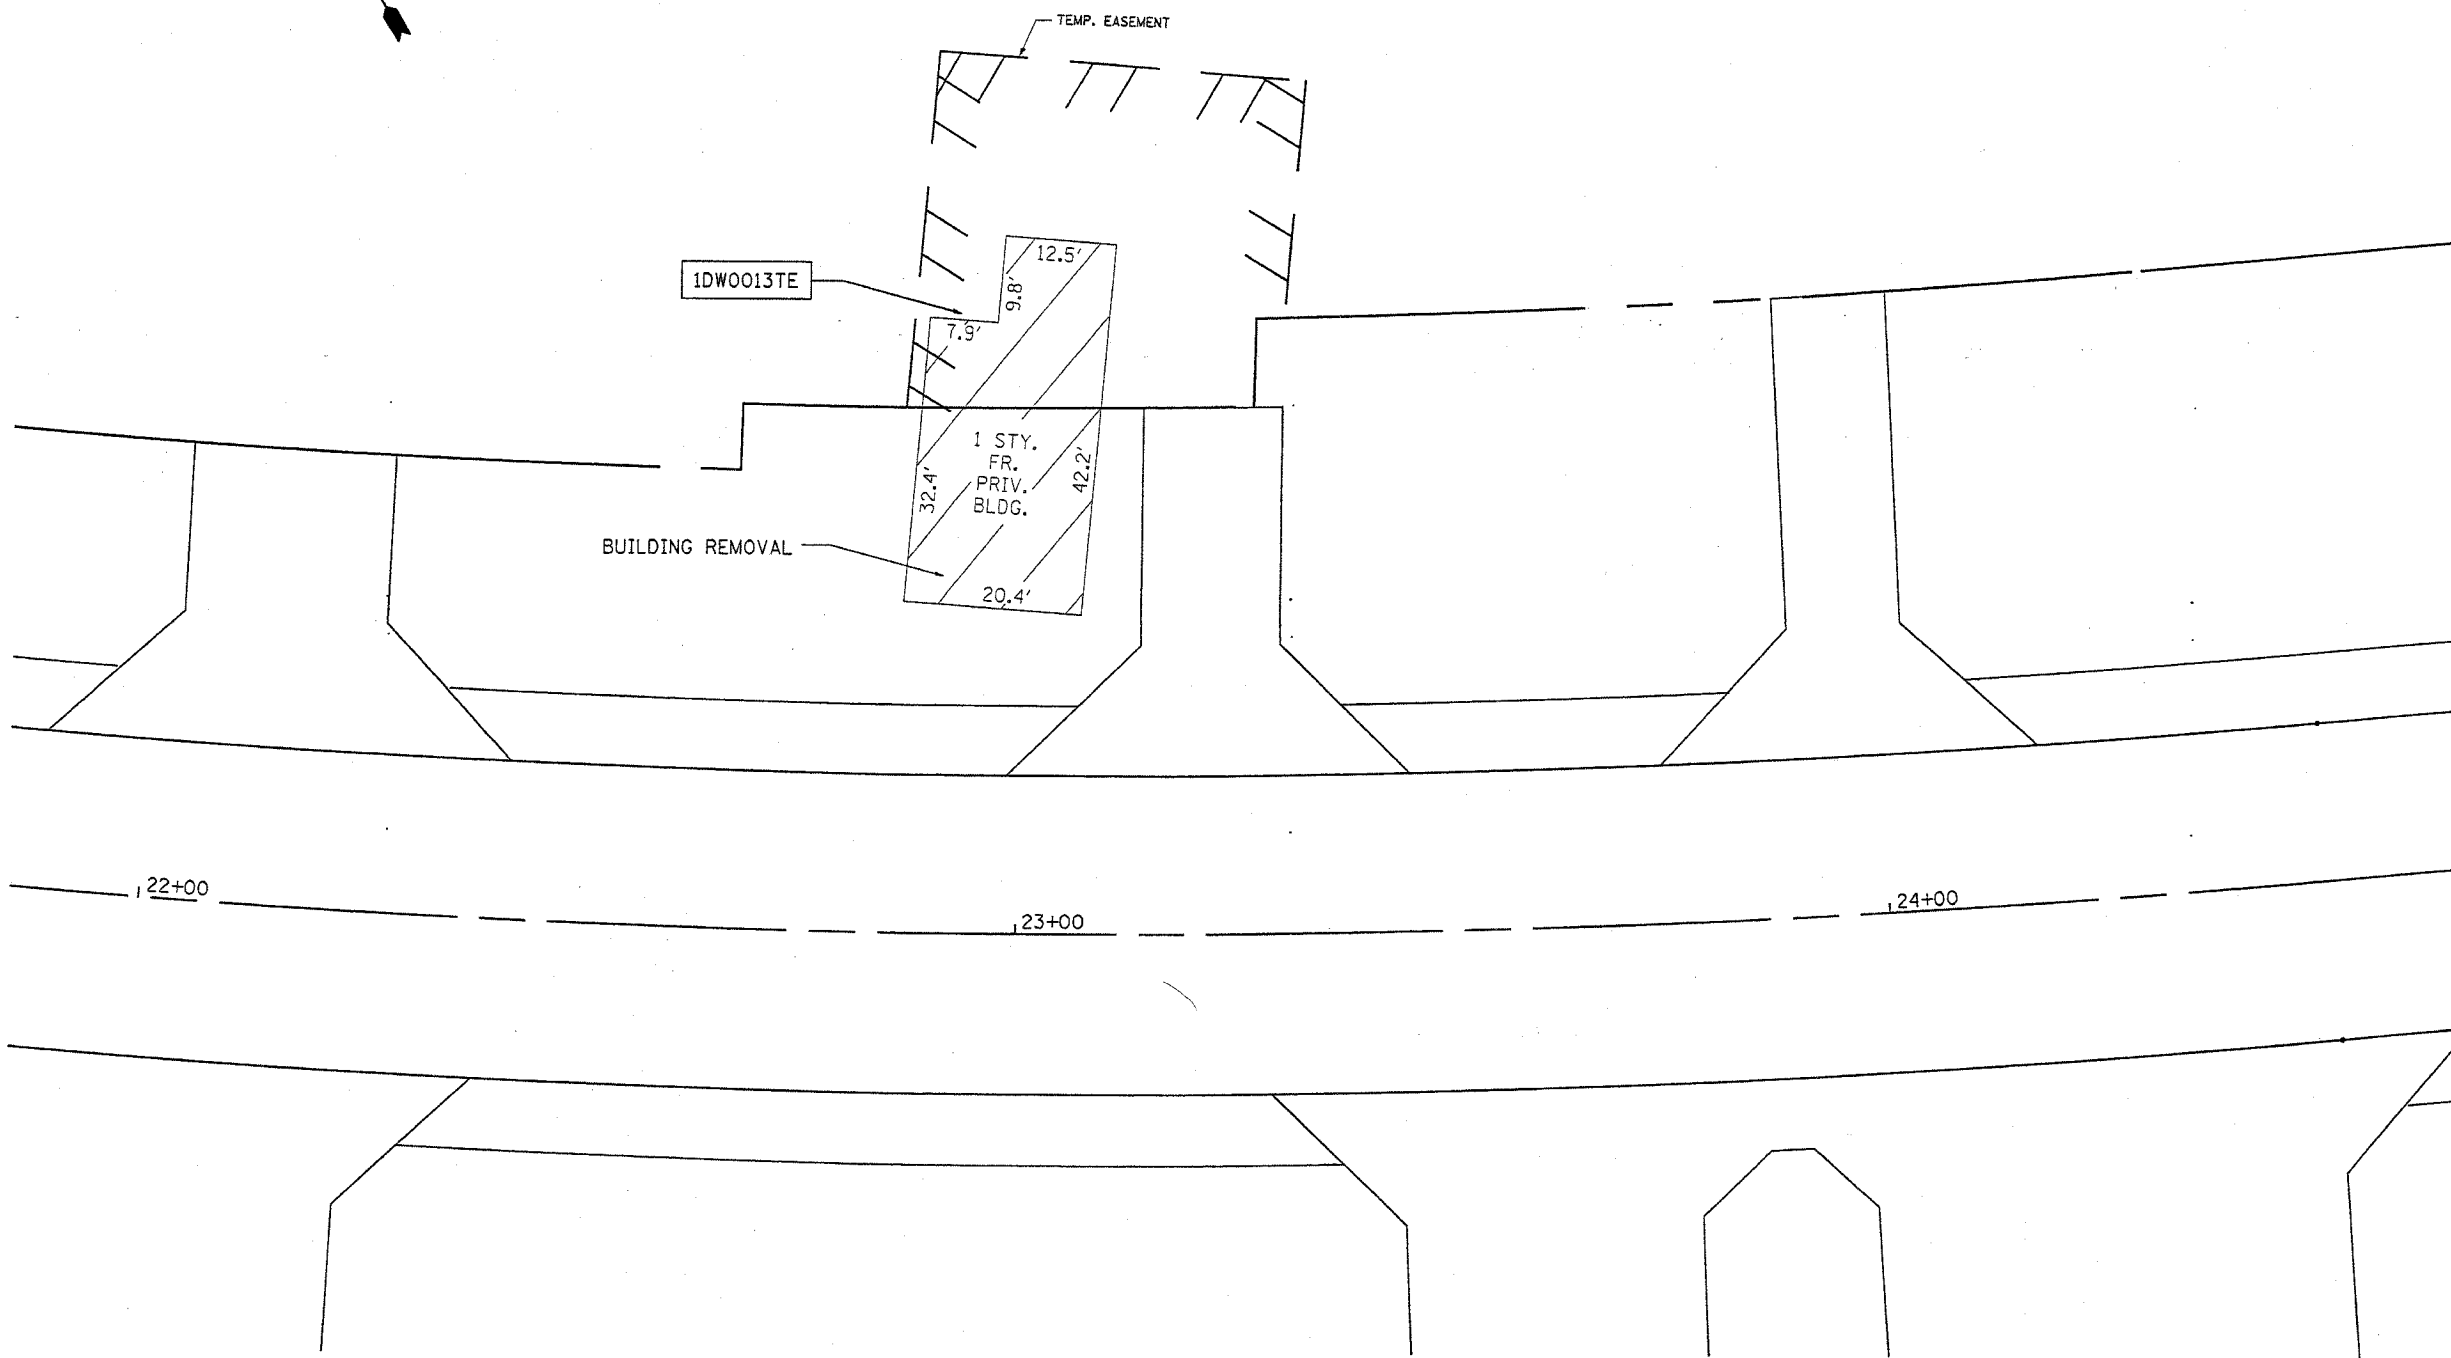 TEMP. EASEMENT
12.5'
1DW0013TE
9.8'
7.9'
1 STY.
FR.
PRIV.
BLDG.
32.4'
42.2'
BUILDING REMOVAL
20.4'
22+00
23+00
24+00